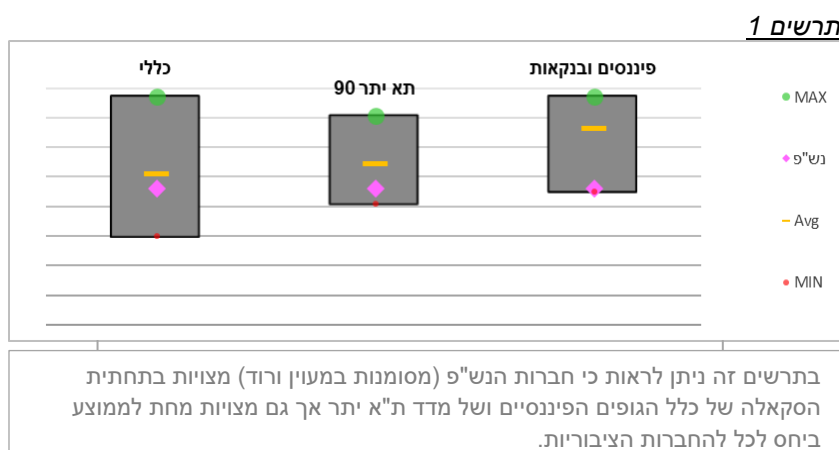 תרשים 1
כללי
תא יתר 90
פיננסים ובנקאות
MAX
נש"פ
Avg
MIN
בתרשים זה ניתן לראות כי חברות הנש"פ (מסומנות במעוין ורוד) מצויות בתחתית
הסקאלה של כלל הגופים הפיננסיים ושל מדד ת"א יתר אך גם מצויות מחת לממוצע
ביחס לכל להחברות הציבוריות.